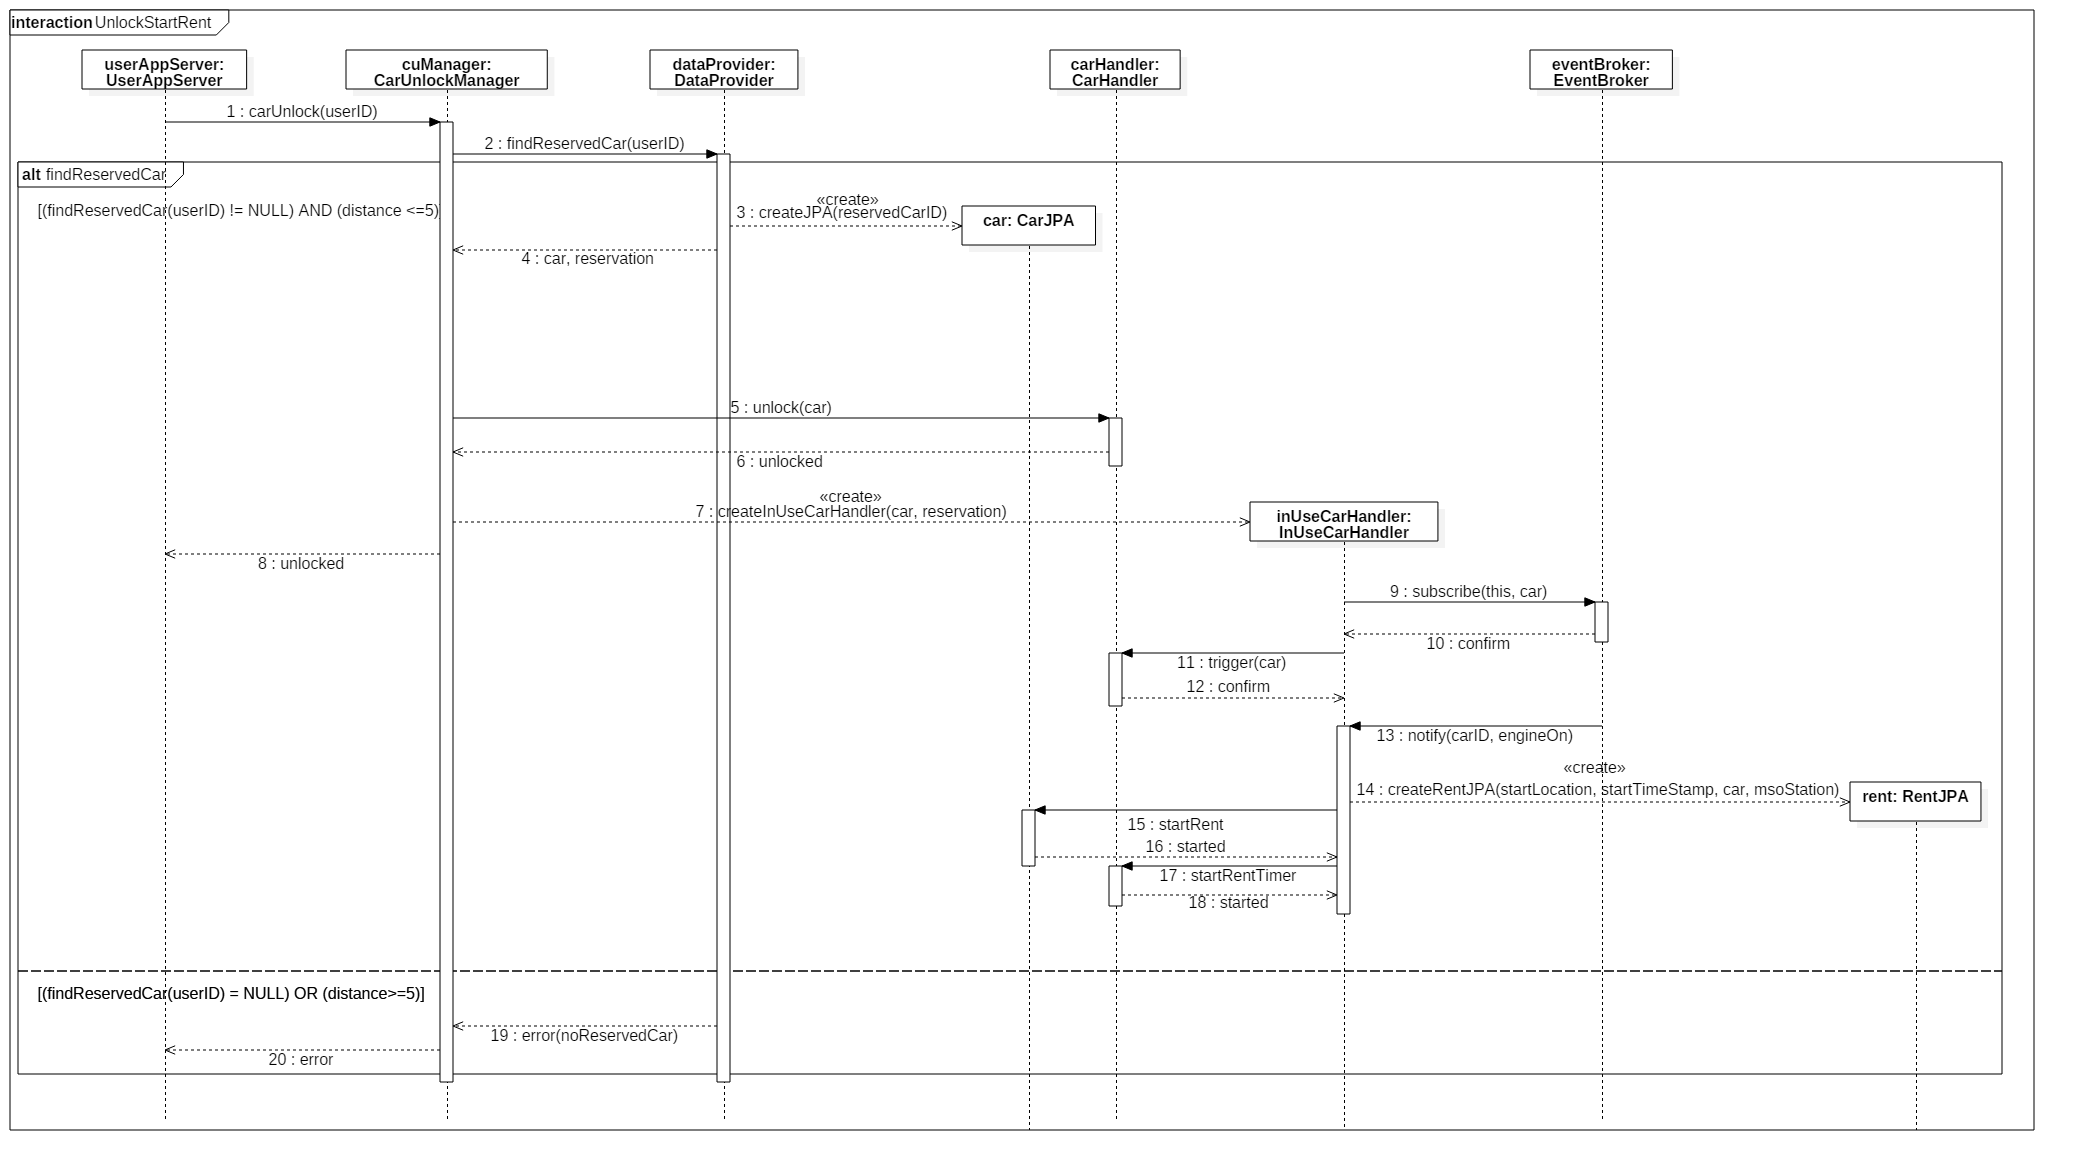 interaction UnlockStartRent
userAppServer:
UserAppServer
cuManager:
CarUnlockManager
dataProvider:
DataProvider
carHandler:
CarHandler
eventBroker:
EventBroker
1 : carUnlock(userID)
2 : findReservedCar(userID)
alt findReservedCar
[(findReservedCar(userID) != NULL) AND (distance <=5)
«create»
3 : createJPA(reservedCarID)
car: CarJPA
4 : car, reservation
5 : unlock(car)
6 : unlocked
«create»
7 : createInUseCarHandler(car, reservation)
inUseCarHandler:
InUseCarHandler
8 : unlocked
9 : subscribe(this, car)
10 : confirm
11 : trigger(car)
12 : confirm
13 : notify(carID, engineOn)
«create»
14 : createRentJPA(startLocation, startTimeStamp, car, msoStation)
rent: RentJPA
15 : startRent
16 : started
17 : startRentTimer
18 : started
[(findReservedCar(userID) = NULL) OR (distance>=5)]
19 : error(noReservedCar)
20 : error